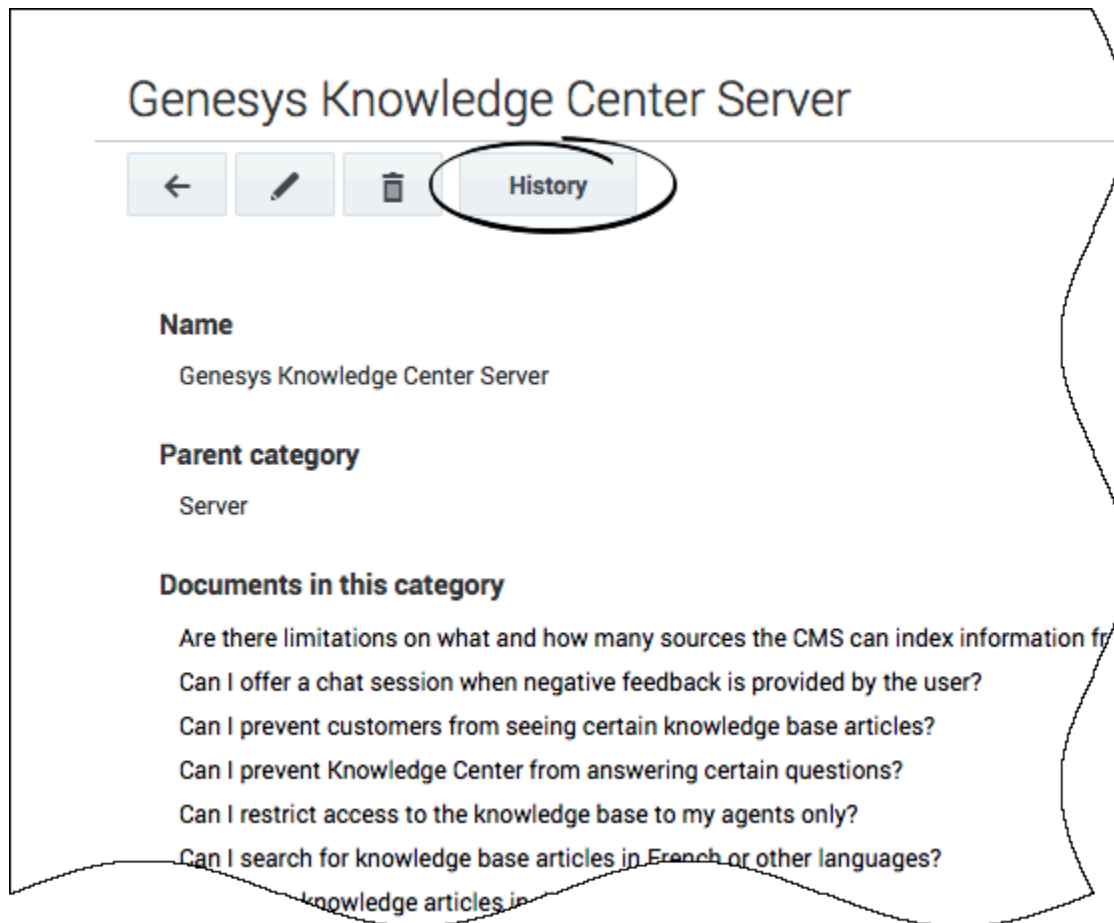 Genesys Knowledge Center Server
History
Name
Genesys Knowledge Center Server
Parent category
Server
Documents in this category
Are there limitations on what and how many sources the CMS can index information
Can I offer a chat session when negative feedback is provided by the user?
Can I prevent customers from seeing certain knowledge base articles?
Can I prevent Knowledge Center from answering certain questions?
Can I restrict access to the knowledge base to my agents only?
Can I search for knowledge base articles in French or other languages?
knowledge articles in